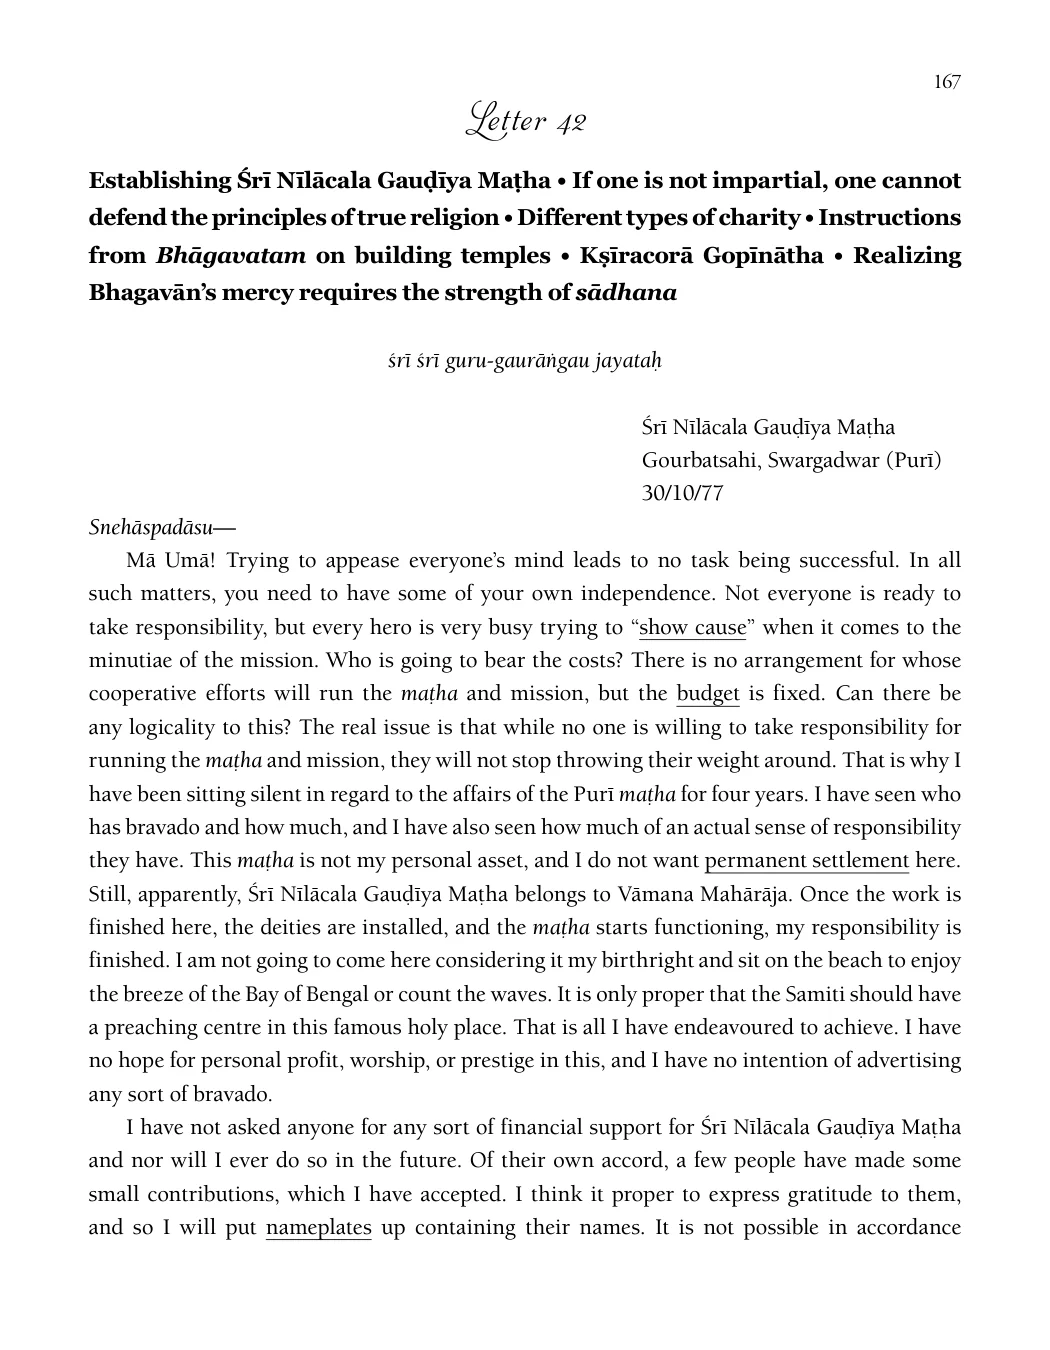 167
Letter 42
Establishing Śrī Nīlācala Gauḍīya Maṭha • If one is not impartial, one cannot
defend the principles of true religion • Different types of charity • Instructions
from Bhāgavatam on building temples • Kṣīracorā Gopīnātha • Realizing
Bhagavān’s mercy requires the strength of sādhana
śrī śrī guru-gaurāṅgau jayataḥ
Śrī Nīlācala Gauḍīya Maṭha
Gourbatsahi, Swargadwar (Purī)
30/10/77
Snehāspadāsu—
Mā Umā! Trying to appease everyone’s mind leads to no task being successful. In all
such matters, you need to have some of your own independence. Not everyone is ready to
take responsibility, but every hero is very busy trying to “show cause” when it comes to the
minutiae of the mission. Who is going to bear the costs? There is no arrangement for whose
cooperative efforts will run the maṭha and mission, but the budget is fixed. Can there be
any logicality to this? The real issue is that while no one is willing to take responsibility for
running the maṭha and mission, they will not stop throwing their weight around. That is why I
have been sitting silent in regard to the affairs of the Purī maṭha for four years. I have seen who
has bravado and how much, and I have also seen how much of an actual sense of responsibility
they have. This maṭha is not my personal asset, and I do not want permanent settlement here.
Still, apparently, Śrī Nīlācala Gauḍīya Maṭha belongs to Vāmana Mahārāja. Once the work is
finished here, the deities are installed, and the maṭha starts functioning, my responsibility is
finished. I am not going to come here considering it my birthright and sit on the beach to enjoy
the breeze of the Bay of Bengal or count the waves. It is only proper that the Samiti should have
a preaching centre in this famous holy place. That is all I have endeavoured to achieve. I have
no hope for personal profit, worship, or prestige in this, and I have no intention of advertising
any sort of bravado.
I have not asked anyone for any sort of financial support for Śrī Nīlācala Gauḍīya Maṭha
and nor will I ever do so in the future. Of their own accord, a few people have made some
small contributions, which I have accepted. I think it proper to express gratitude to them,
and so I will put nameplates up containing their names. It is not possible in accordance